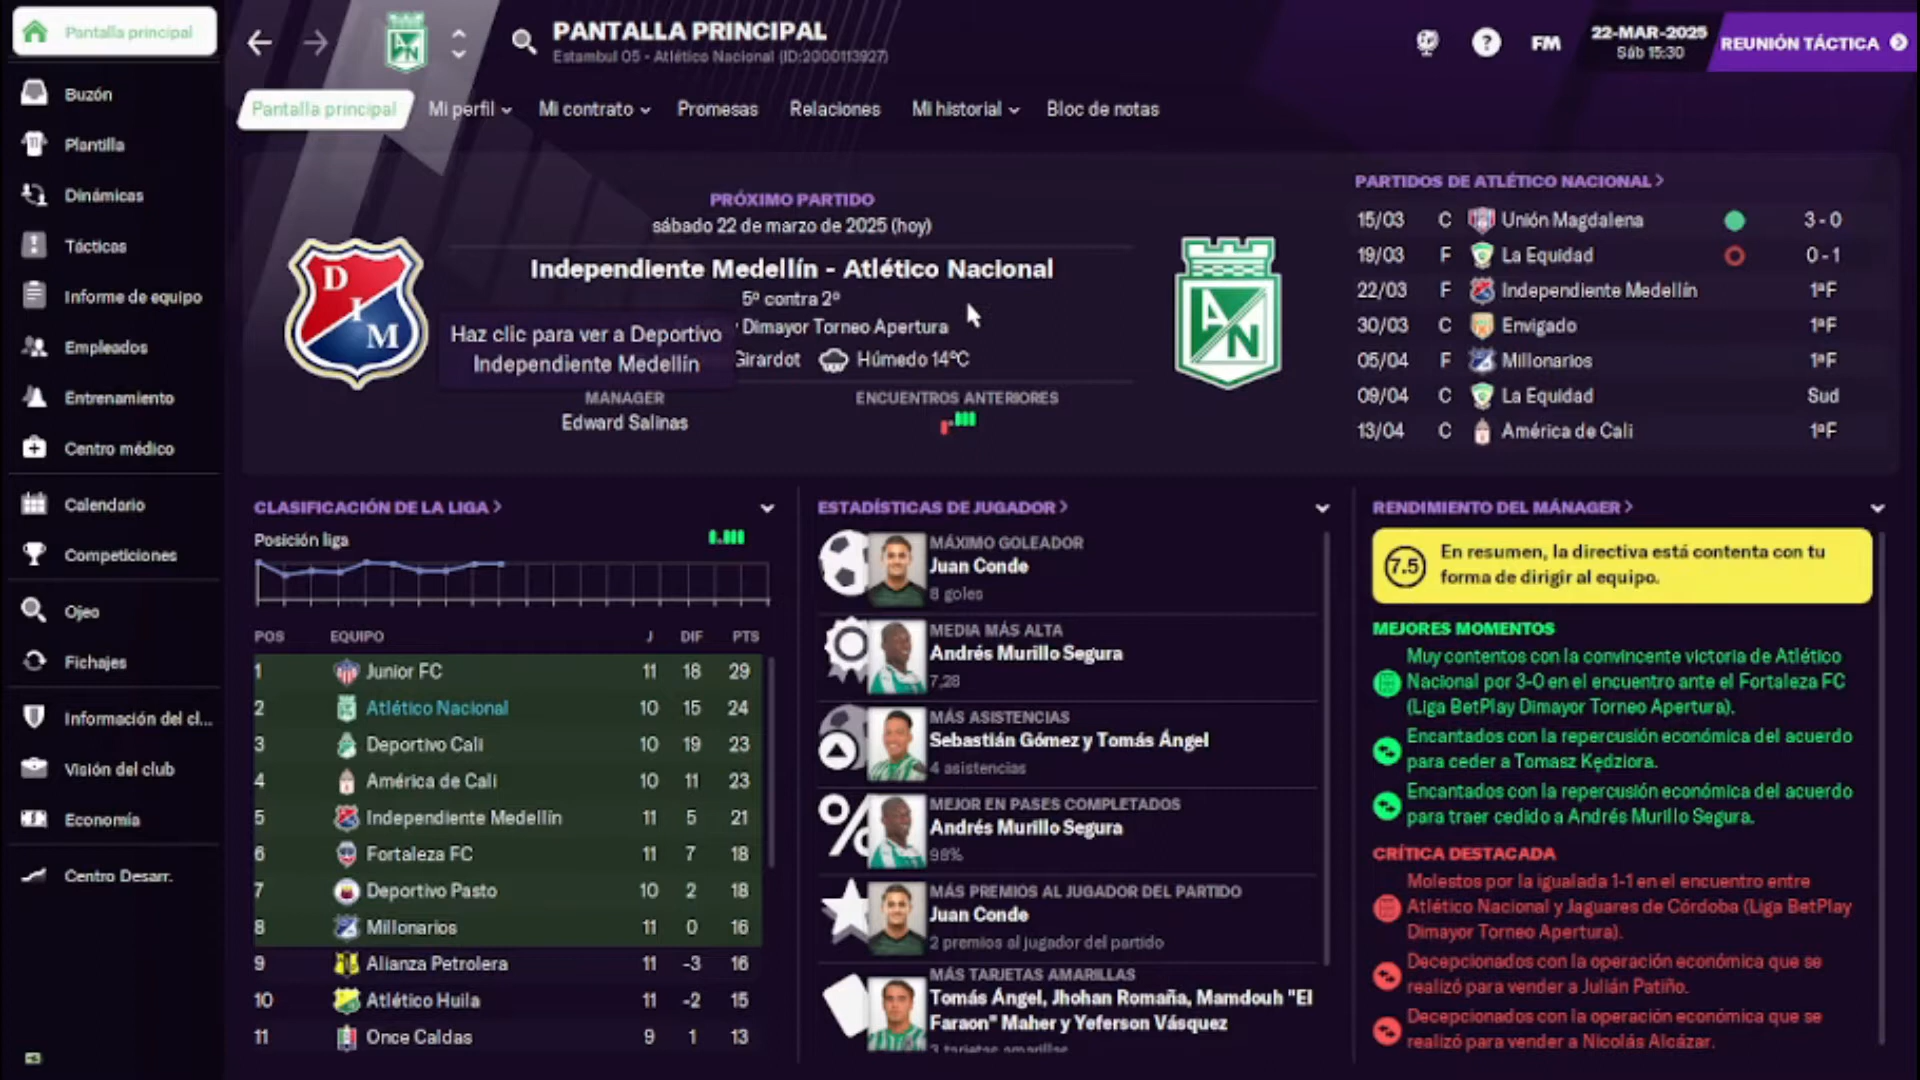 Pantalla principal
Buzón
Plantilla
Dinámicas
Tácticas
Informe de equipo
Empleados
Entrenamiento
Centro médico
Calendario
Competiciones
Ojeo
Fichajes
Información del cl...
Visión del club
Economía
Centro Desarr.
PANTALLA PRINCIPAL
Estambul 05 - Atlético Nacional (ID:2000113927)
?
FM
22-MAR-2025
Sáb 15:30
REUNIÓN TÁCTICA
Pantalla principal
Mi perfil
Mi contrato
Promesas
Relaciones
Mi historial
Bloc de notas
PRÓXIMO PARTIDO
sábado 22 de marzo de 2025 (hoy)
Independiente Medellín - Atlético Nacional
5º contra 2º
Dimayor Torneo Apertura
Haz clic para ver a Deportivo
Independiente Medellín
Girardot
Húmedo 14ºC
MANAGER
Edward Salinas
ENCUENTROS ANTERIORES
DIM
AN
PARTIDOS DE ATLÉTICO NACIONAL
15/03 C Unión Magdalena 3 - 0
19/03 F La Equidad 0 - 1
22/03 F Independiente Medellín 1ªF
30/03 C Envigado 1ªF
05/04 F Millonarios 1ªF
09/04 C La Equidad Sud
13/04 C América de Cali 1ªF
CLASIFICACIÓN DE LA LIGA
Posición liga
POS EQUIPO J DIF PTS
1 Junior FC 11 18 29
2 Atlético Nacional 10 15 24
3 Deportivo Cali 10 19 23
4 América de Cali 10 11 23
5 Independiente Medellín 11 5 21
6 Fortaleza FC 11 7 18
7 Deportivo Pasto 10 2 18
8 Millonarios 11 0 16
9 Alianza Petrolera 11 -3 16
10 Atlético Huila 11 -2 15
11 Once Caldas 9 1 13
ESTADÍSTICAS DE JUGADOR
MÁXIMO GOLEADOR
Juan Conde
8 goles
MEDIA MÁS ALTA
Andrés Murillo Segura
7,28
MÁS ASISTENCIAS
Sebastián Gómez y Tomás Ángel
4 asistencias
MEJOR EN PASES COMPLETADOS
Andrés Murillo Segura
98%
MÁS PREMIOS AL JUGADOR DEL PARTIDO
Juan Conde
2 premios al jugador del partido
MÁS TARJETAS AMARILLAS
Tomás Ángel, Jhohan Romaña, Mamdouh "El
Faraon" Maher y Yeferson Vásquez
3 tarjetas amarillas
RENDIMIENTO DEL MÁNAGER
7.5
En resumen, la directiva está contenta con tu
forma de dirigir al equipo.
MEJORES MOMENTOS
Muy contentos con la convincente victoria de Atlético
Nacional por 3-0 en el encuentro ante el Fortaleza FC
(Liga BetPlay Dimayor Torneo Apertura).
Encantados con la repercusión económica del acuerdo
para ceder a Tomasz Kędziora.
Encantados con la repercusión económica del acuerdo
para traer cedido a Andrés Murillo Segura.
CRÍTICA DESTACADA
Molestos por la igualada 1-1 en el encuentro entre
Atlético Nacional y Jaguares de Córdoba (Liga BetPlay
Dimayor Torneo Apertura).
Decepcionados con la operación económica que se
realizó para vender a Julián Patiño.
Decepcionados con la operación económica que se
realizó para vender a Nicolás Alcázar.